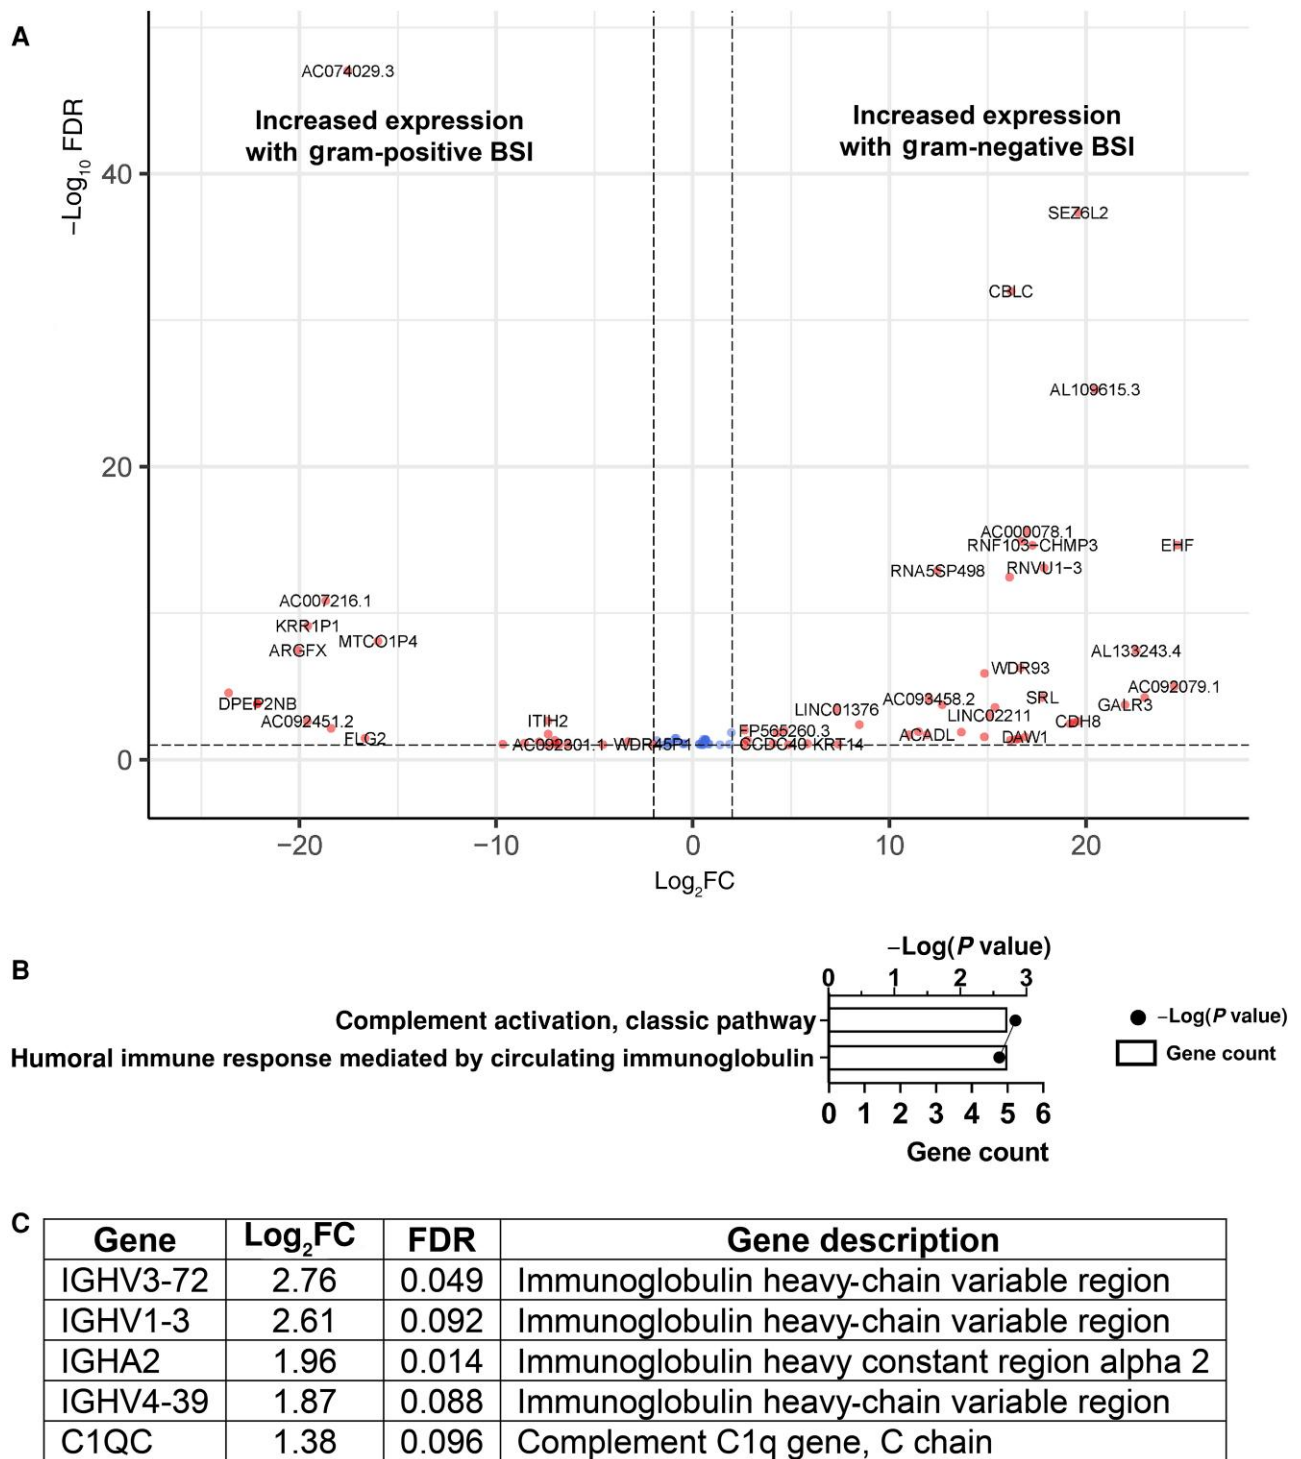 A
AC074029.3
Increased expression
with gram-positive BSI
Increased expression
with gram-negative BSI
−Log10 FDR
40
SEZ6L2
CBLC
AL109615.3
20
AC000078.1
RNF103−CHMP3
EHF
RNA5SP498
RNVU1−3
AC007216.1
KRR1P1
MTCO1P4
ARGFX
AL133243.4
WDR93
AC092079.1
DPEP2NB
AC093458.2
SRL
GALR3
LINC01376
LINC02211
AC092451.2
ITIH2
CDH8
FLG2
FP565260.3
ACADL
DAW1
AC092301.1
WDR45P1
CCDC40
KRT14
0
−20
−10
0
10
20
Log2FC
B
−Log(P value)
0 1 2 3
Complement activation, classic pathway
Humoral immune response mediated by circulating immunoglobulin
−Log(P value)
Gene count
0 1 2 3 4 5 6
Gene count
C
Gene Log2FC FDR Gene description
IGHV3-72 2.76 0.049 Immunoglobulin heavy-chain variable region
IGHV1-3 2.61 0.092 Immunoglobulin heavy-chain variable region
IGHA2 1.96 0.014 Immunoglobulin heavy constant region alpha 2
IGHV4-39 1.87 0.088 Immunoglobulin heavy-chain variable region
C1QC 1.38 0.096 Complement C1q gene, C chain